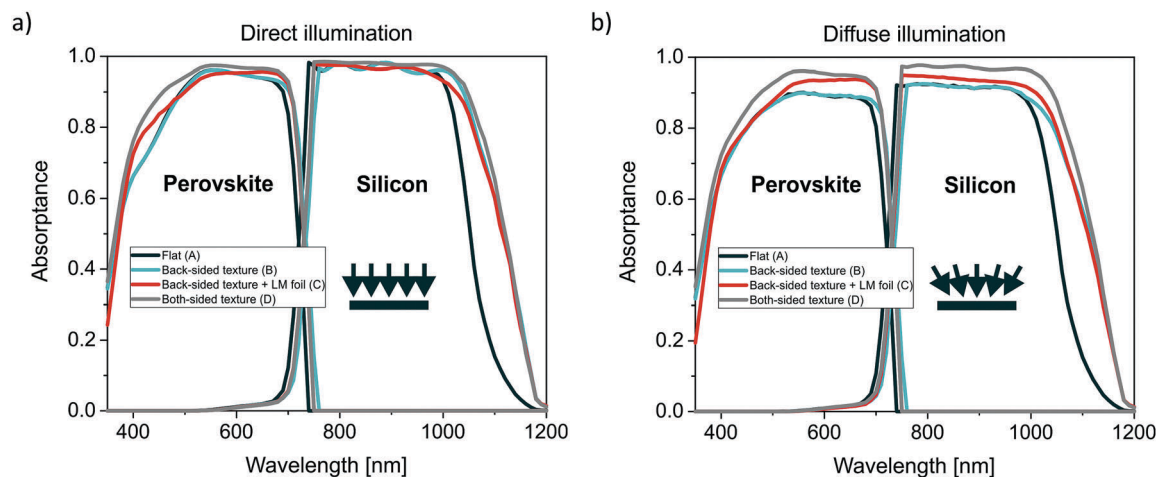 a)
Direct illumination
Absorptance
1.0
0.8
0.6
0.4
0.2
0.0
Perovskite
Silicon
Flat (A)
Back-sided texture (B)
Back-sided texture + LM foil (C)
Both-sided texture (D)
400 600 800 1000 1200
Wavelength [nm]
b)
Diffuse illumination
Absorptance
1.0
0.8
0.6
0.4
0.2
0.0
Perovskite
Silicon
Flat (A)
Back-sided texture (B)
Back-sided texture + LM foil (C)
Both-sided texture (D)
400 600 800 1000 1200
Wavelength [nm]